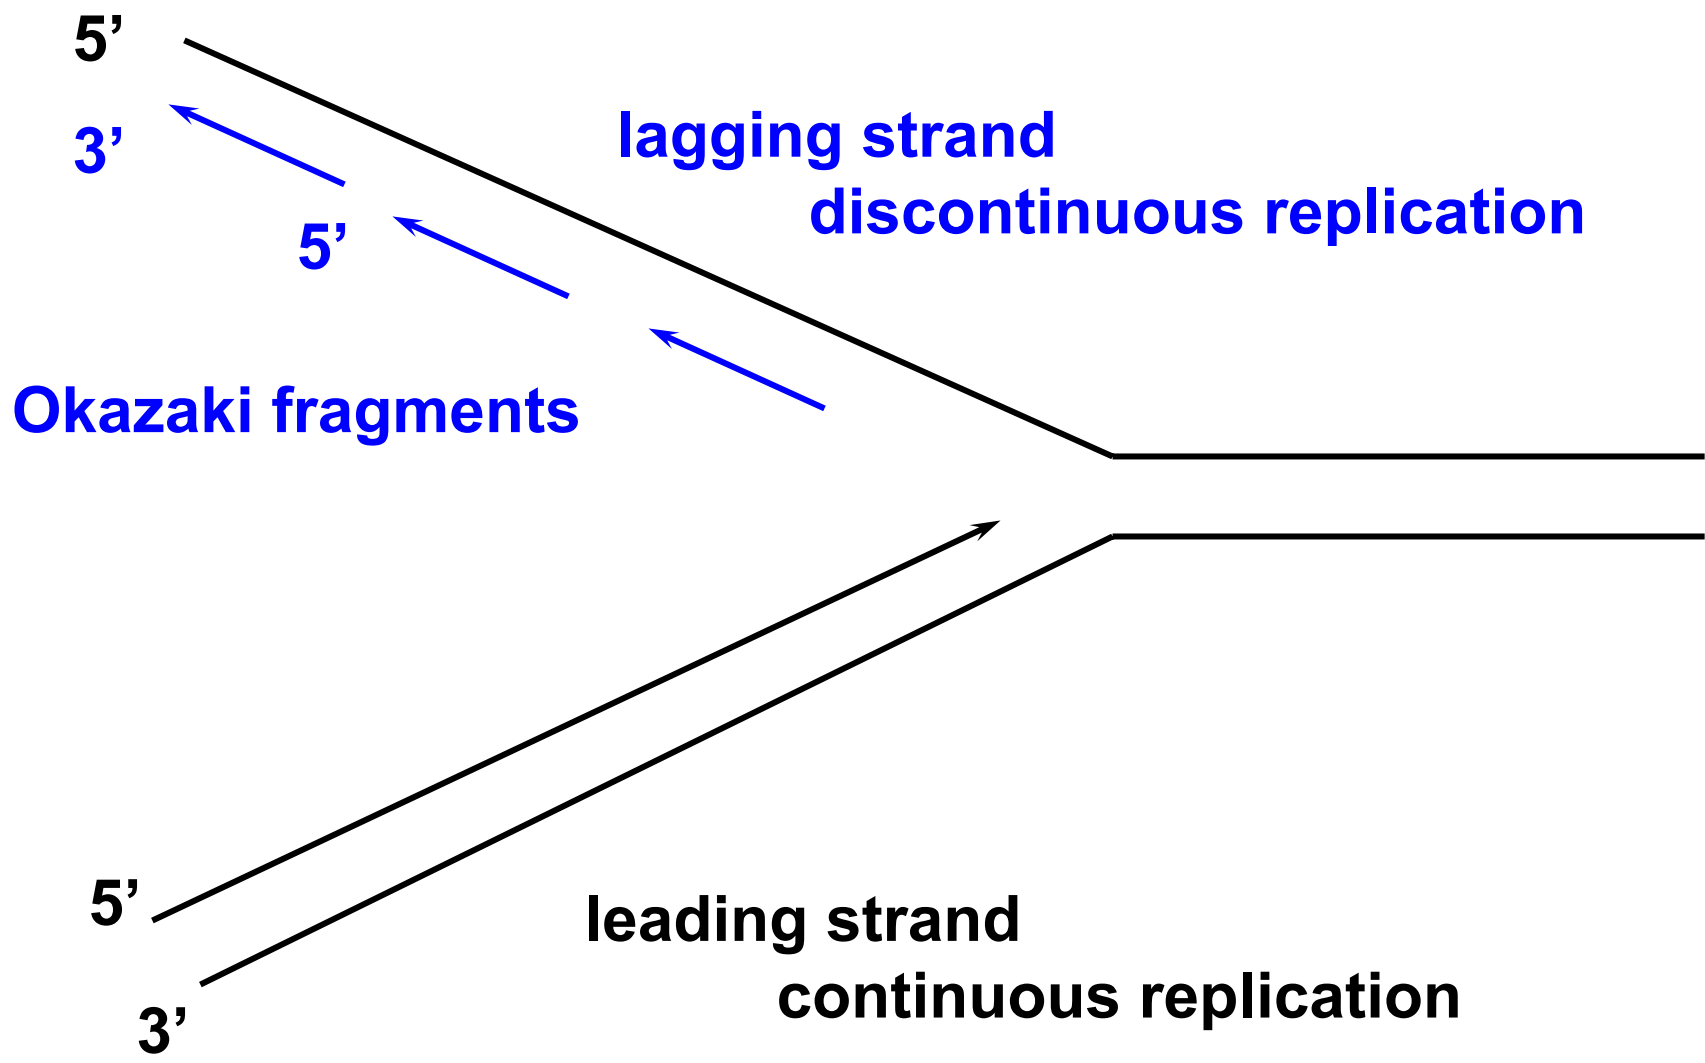 5’
3’
lagging strand
discontinuous replication
5’
Okazaki fragments
5’
leading strand
continuous replication
3’